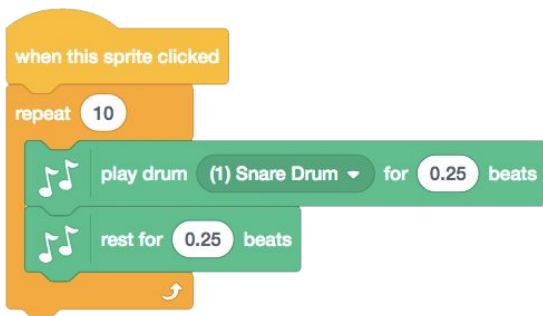 when this sprite clicked
repeat 10
play drum (1) Snare Drum for 0.25 beats
rest for 0.25 beats